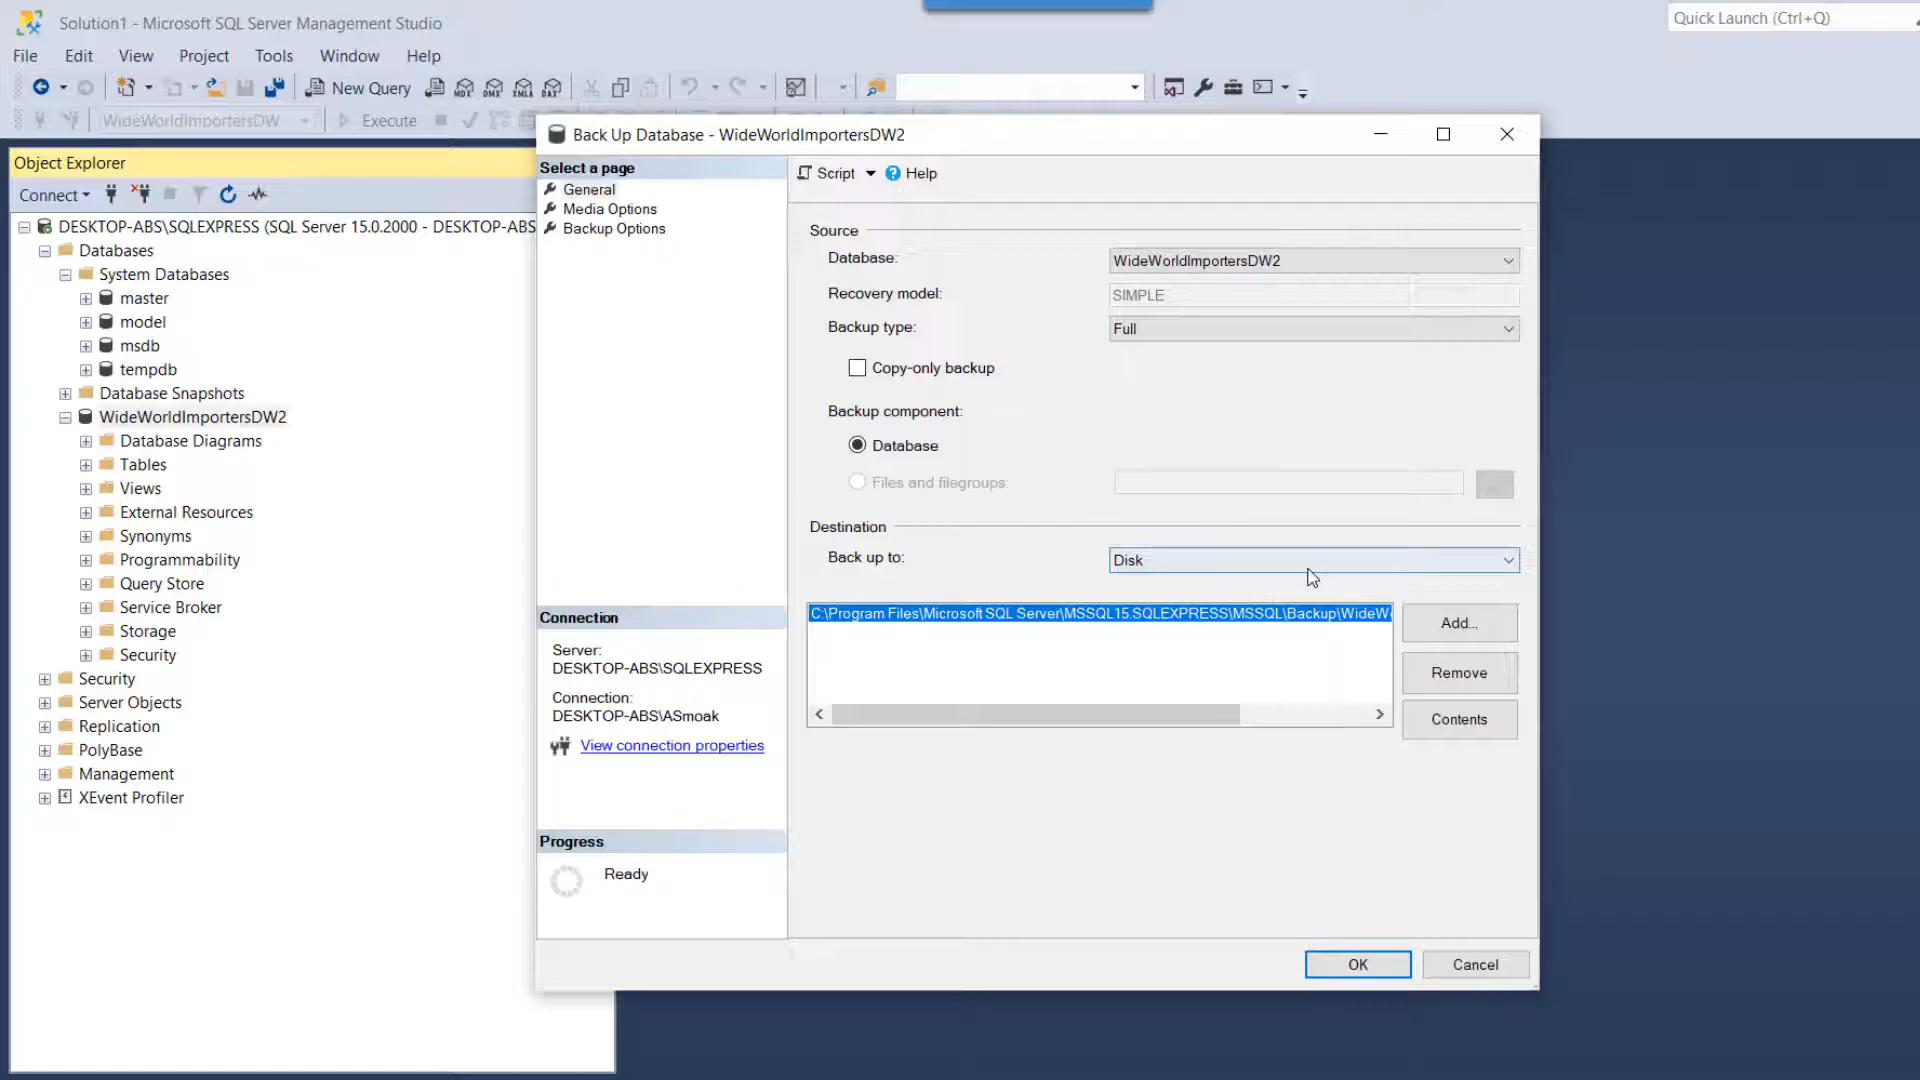 Solution1 - Microsoft SQL Server Management Studio
Quick Launch (Ctrl+Q)
File Edit View Project Tools Window Help
New Query MDX DMX XMLA DAX
WideWorldImportersDW Execute
Object Explorer
Connect
DESKTOP-ABS\SQLEXPRESS (SQL Server 15.0.2000 - DESKTOP-ABS
Databases
System Databases
master
model
msdb
tempdb
Database Snapshots
WideWorldImportersDW2
Database Diagrams
Tables
Views
External Resources
Synonyms
Programmability
Query Store
Service Broker
Storage
Security
Security
Server Objects
Replication
PolyBase
Management
XEvent Profiler
Back Up Database - WideWorldImportersDW2
Select a page
General
Media Options
Backup Options
Connection
Server:
DESKTOP-ABS\SQLEXPRESS
Connection:
DESKTOP-ABS\ASmoak
View connection properties
Progress
Ready
Script Help
Source
Database: WideWorldImportersDW2
Recovery model: SIMPLE
Backup type: Full
Copy-only backup
Backup component:
Database
Files and filegroups:
Destination
Back up to: Disk
C:\Program Files\Microsoft SQL Server\MSSQL15.SQLEXPRESS\MSSQL\Backup\WideW
Add...
Remove
Contents
OK Cancel